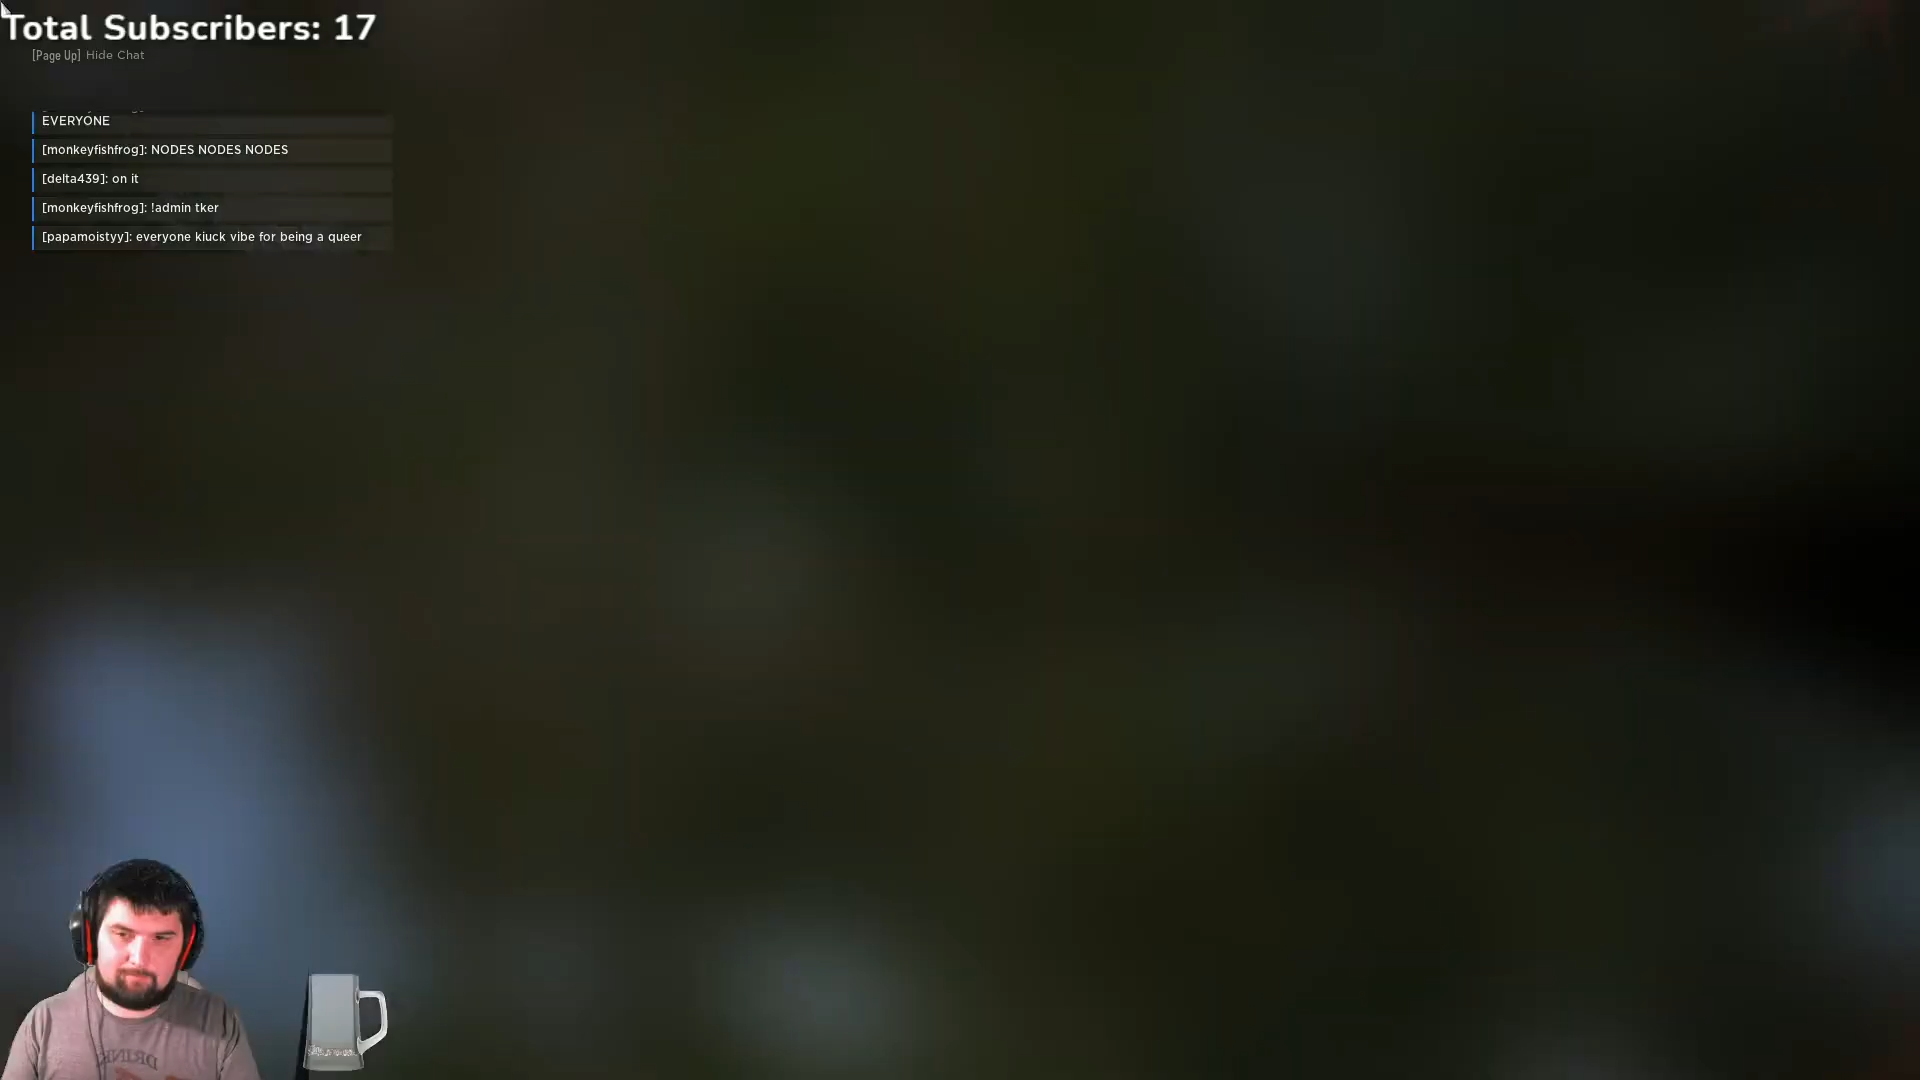 Total Subscribers: 17
[Page Up] Hide Chat
EVERYONE
[monkeyfishfrog]: NODES NODES NODES
[delta439]: on it
[monkeyfishfrog]: !admin tker
[papamoistyy]: everyone kiuck vibe for being a queer
DRINK